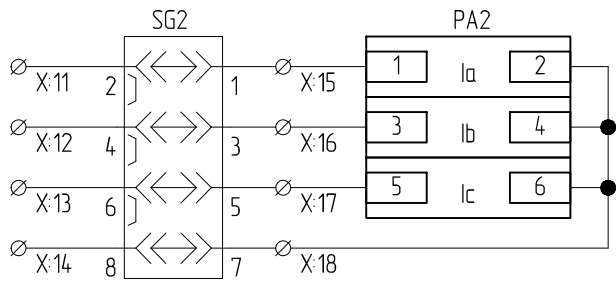 SG2 PA2
1 Ia 2
X:11 2 1 X:15
3 Ib 4
X:12 4 3 X:16
5 Ic 6
X:13 6 5 X:17
X:14 8 7 X:18